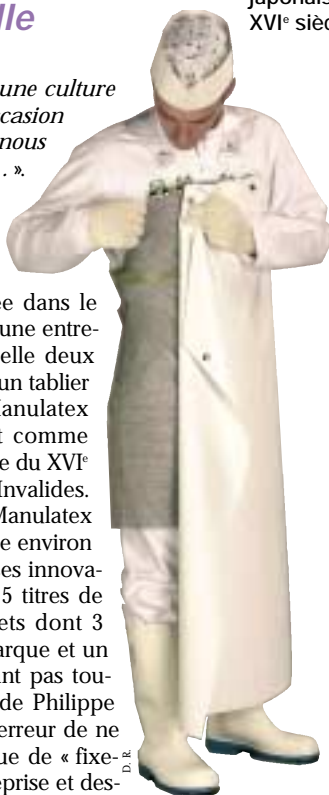 lle
japonais
XVIe siècl
une culture
casion
nous
. ».
ée dans le
une entre-
elle deux
un tablier
Manulatex
t comme
e du XVIe
Invalides.
Manulatex
e environ
es innova-
5 titres de
ets dont 3
arque et un
nt pas tou-
de Philippe
erreur de ne
ue de « fixe-
eprise et des-
D. R.